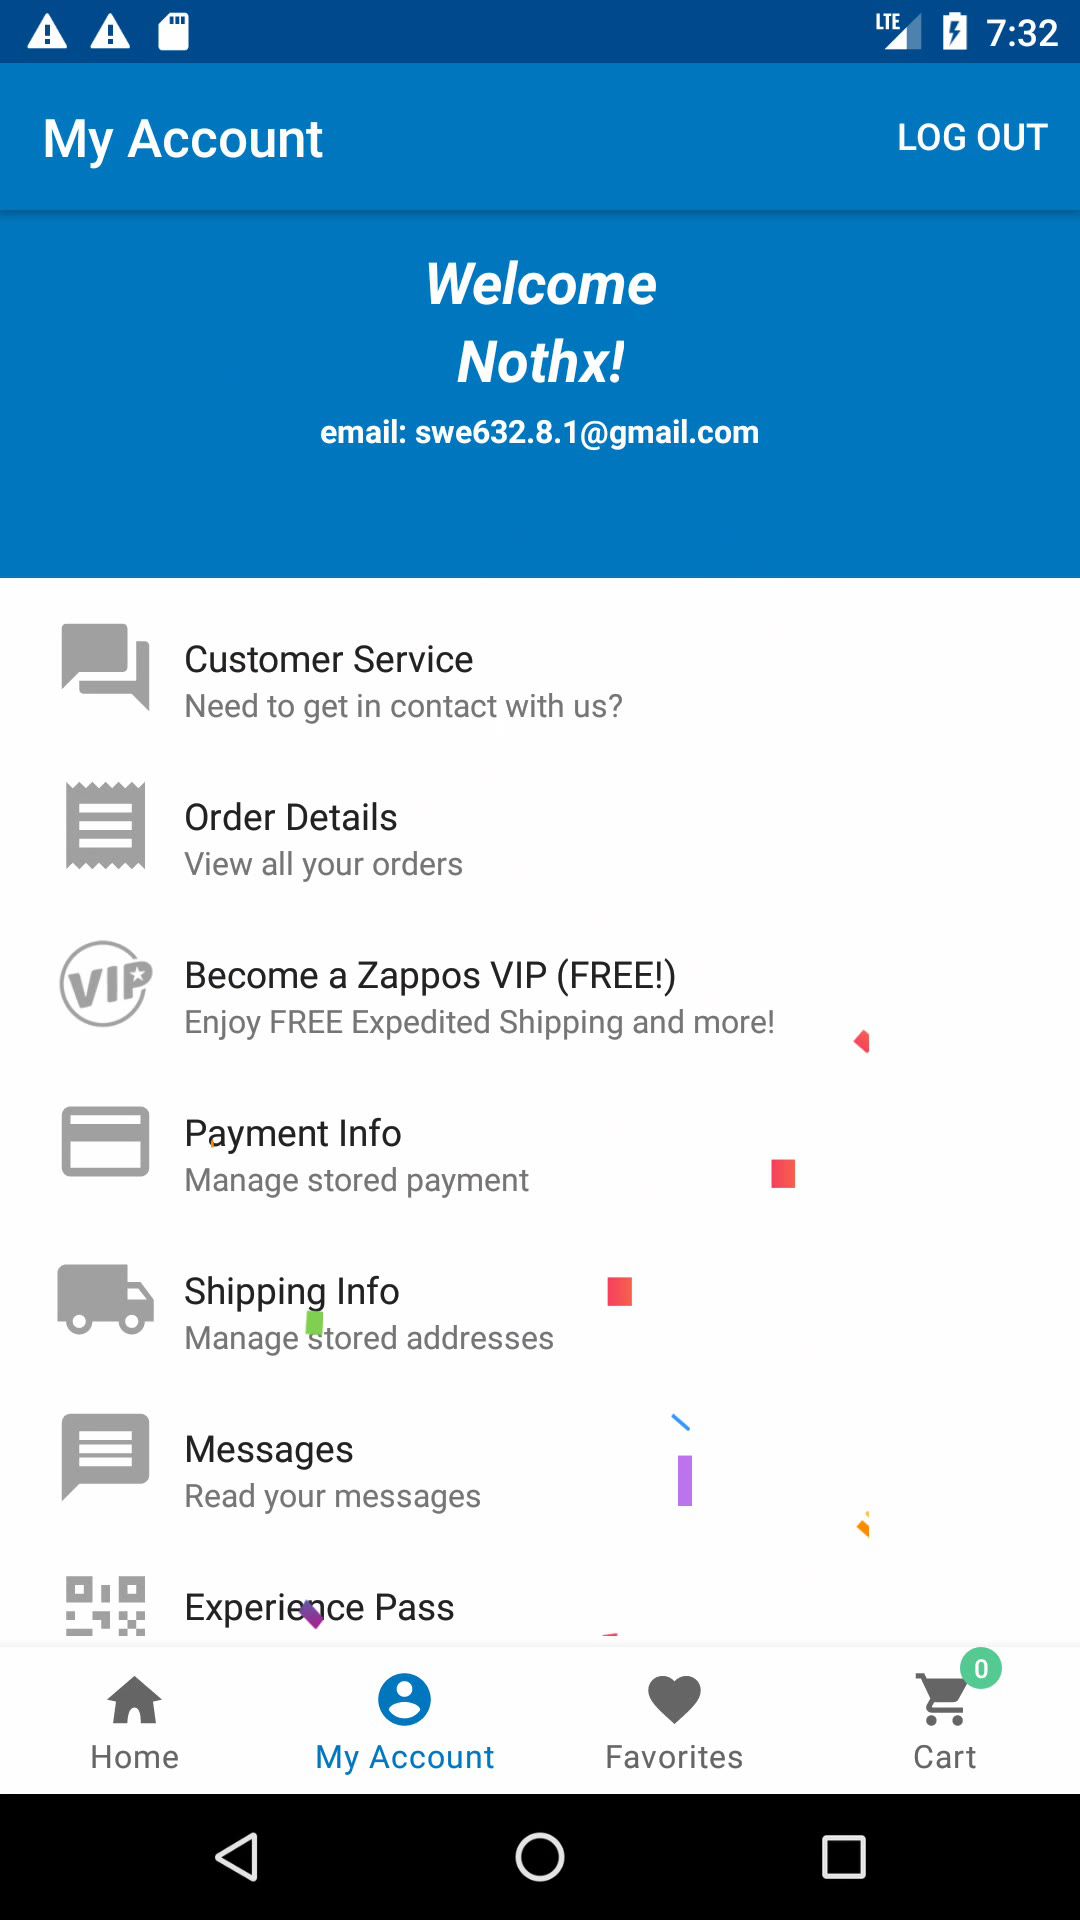 LTE 7:32
My Account LOG OUT
Welcome
Nothx!
email: swe632.8.1@gmail.com
Customer Service
Need to get in contact with us?
Order Details
View all your orders
VIP
Become a Zappos VIP (FREE!)
Enjoy FREE Expedited Shipping and more!
Payment Info
Manage stored payment
Shipping Info
Manage stored addresses
Messages
Read your messages
Experience Pass
0
Home My Account Favorites Cart